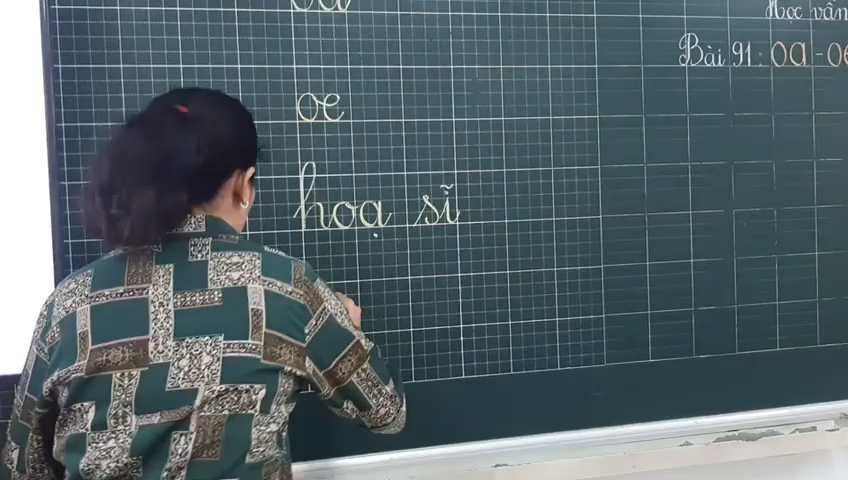 oa
oe
hoạ sĩ
Học vần
Bài 91: oa - oe